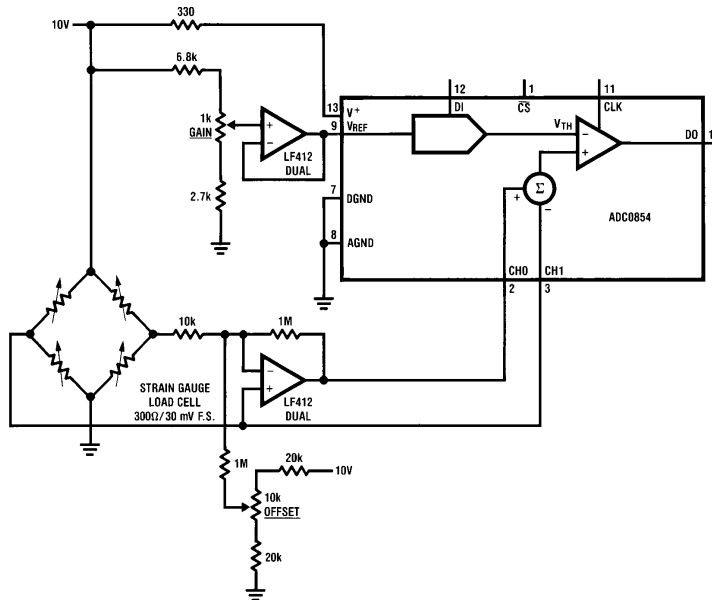 10V
330
6.8k
1k
GAIN
2.7k
+
−
LF412
DUAL
13
V+
9
VREF
7
DGND
8
AGND
12
DI
1
CS
11
CLK
VTH
−
+
DO
1
Σ
+
−
ADC0854
CH0
CH1
2
3
10k
1M
−
+
LF412
DUAL
STRAIN GAUGE
LOAD CELL
300Ω/30 mV F.S.
1M
20k
10V
10k
OFFSET
20k